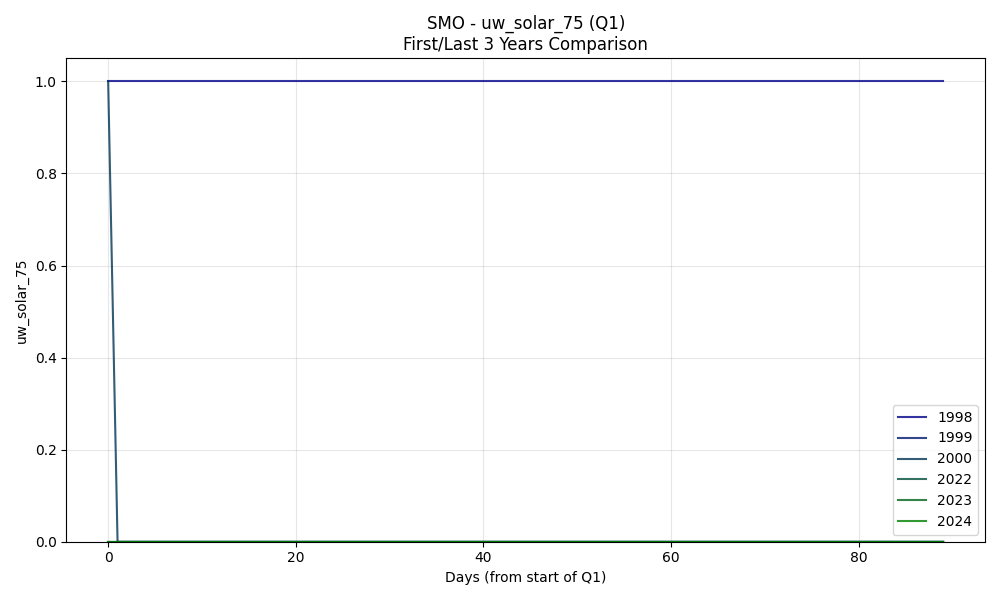 SMO - uw_solar_75 (Q1)
First/Last 3 Years Comparison
1.0
0.8
0.6
0.4
0.2
0.0
uw_solar_75
0 20 40 60 80
Days (from start of Q1)
1998
1999
2000
2022
2023
2024